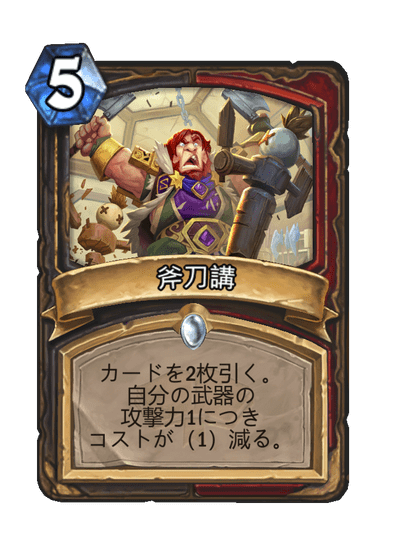 5
斧刀講
カードを2枚引く。
自分の武器の
攻撃力1につき
コストが（1）減る。